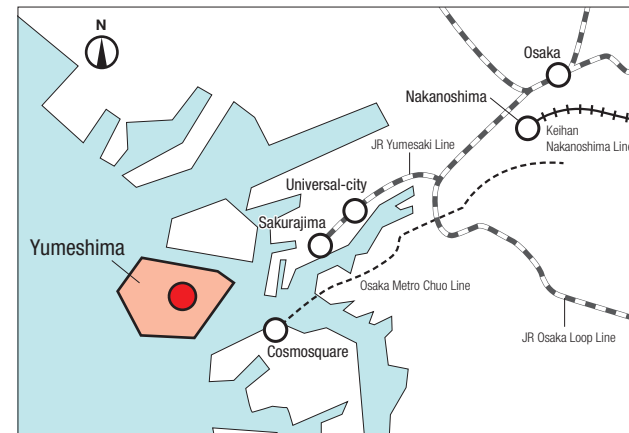 N
Osaka
Nakanoshima
Keihan
Nakanoshima Line
JR Yumesaki Line
Universal-city
Sakurajima
Yumeshima
Osaka Metro Chuo Line
JR Osaka Loop Line
Cosmosquare